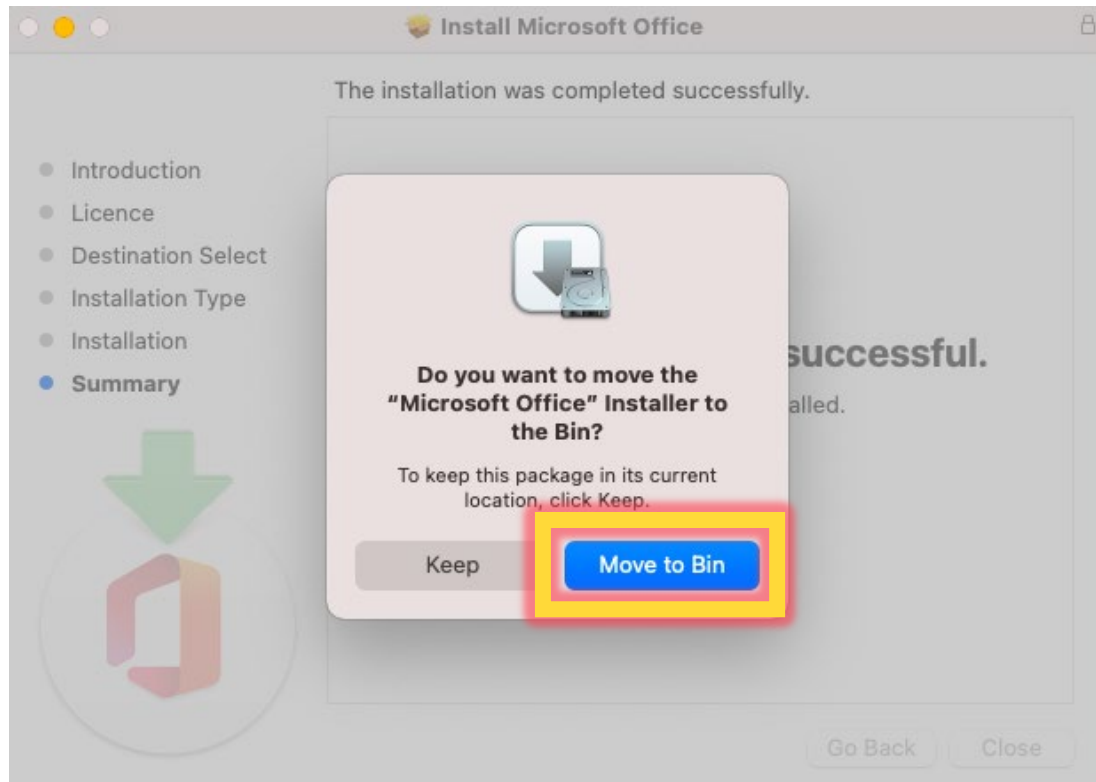 Install Microsoft Office
The installation was completed successfully.
Introduction
Licence
Destination Select
Installation Type
Installation
Summary
successful.
alled.
Do you want to move the
“Microsoft Office” Installer to
the Bin?
To keep this package in its current
location, click Keep.
Keep
Move to Bin
Go Back
Close